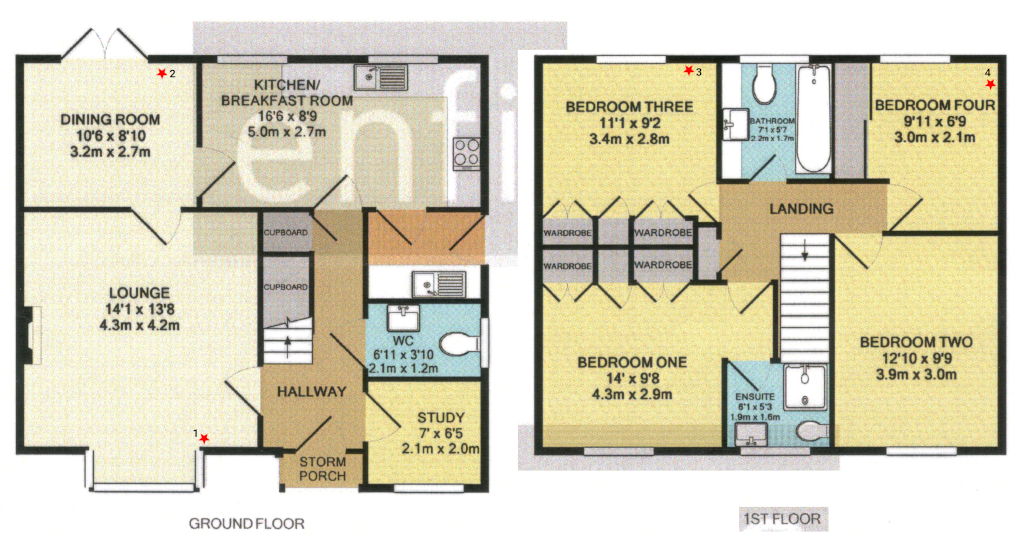 2
KITCHEN/
BREAKFAST ROOM
16'6 x 8'9
5.0m x 2.7m
DINING ROOM
10'6 x 8'10
3.2m x 2.7m
enfi
CUPBOARD
CUPBOARD
LOUNGE
14'1 x 13'8
4.3m x 4.2m
WC
6'11 x 3'10
2.1m x 1.2m
HALLWAY
STUDY
7' x 6'5
2.1m x 2.0m
1
STORM
PORCH
GROUND FLOOR
3
4
BEDROOM THREE
11'1 x 9'2
3.4m x 2.8m
BATHROOM
7'1 x 5'7
2.2m x 1.7m
BEDROOM FOUR
9'11 x 6'9
3.0m x 2.1m
LANDING
WARDROBE
WARDROBE
WARDROBE
WARDROBE
BEDROOM ONE
14' x 9'8
4.3m x 2.9m
BEDROOM TWO
12'10 x 9'9
3.9m x 3.0m
ENSUITE
6'1 x 5'3
1.9m x 1.6m
1ST FLOOR